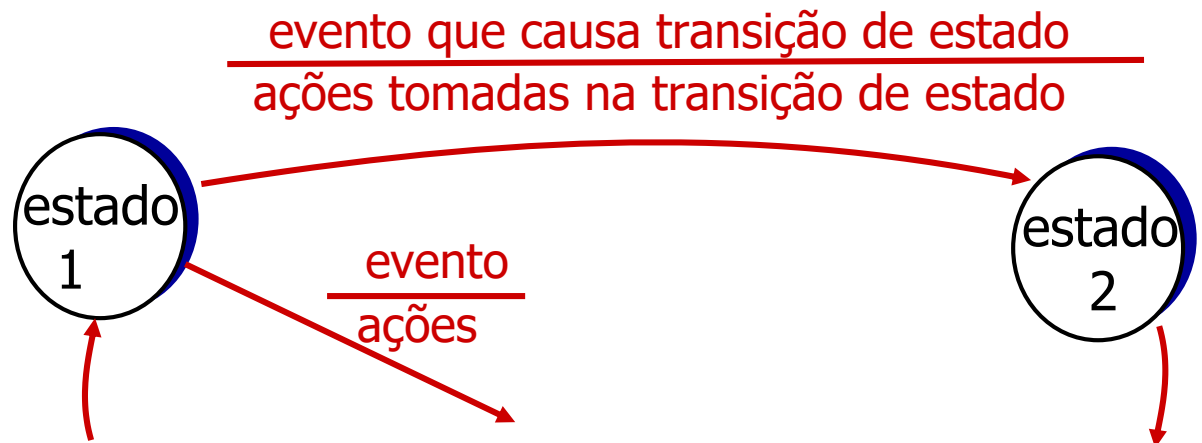 evento que causa transição de estado
ações tomadas na transição de estado
estado
1
estado
2
evento
ações